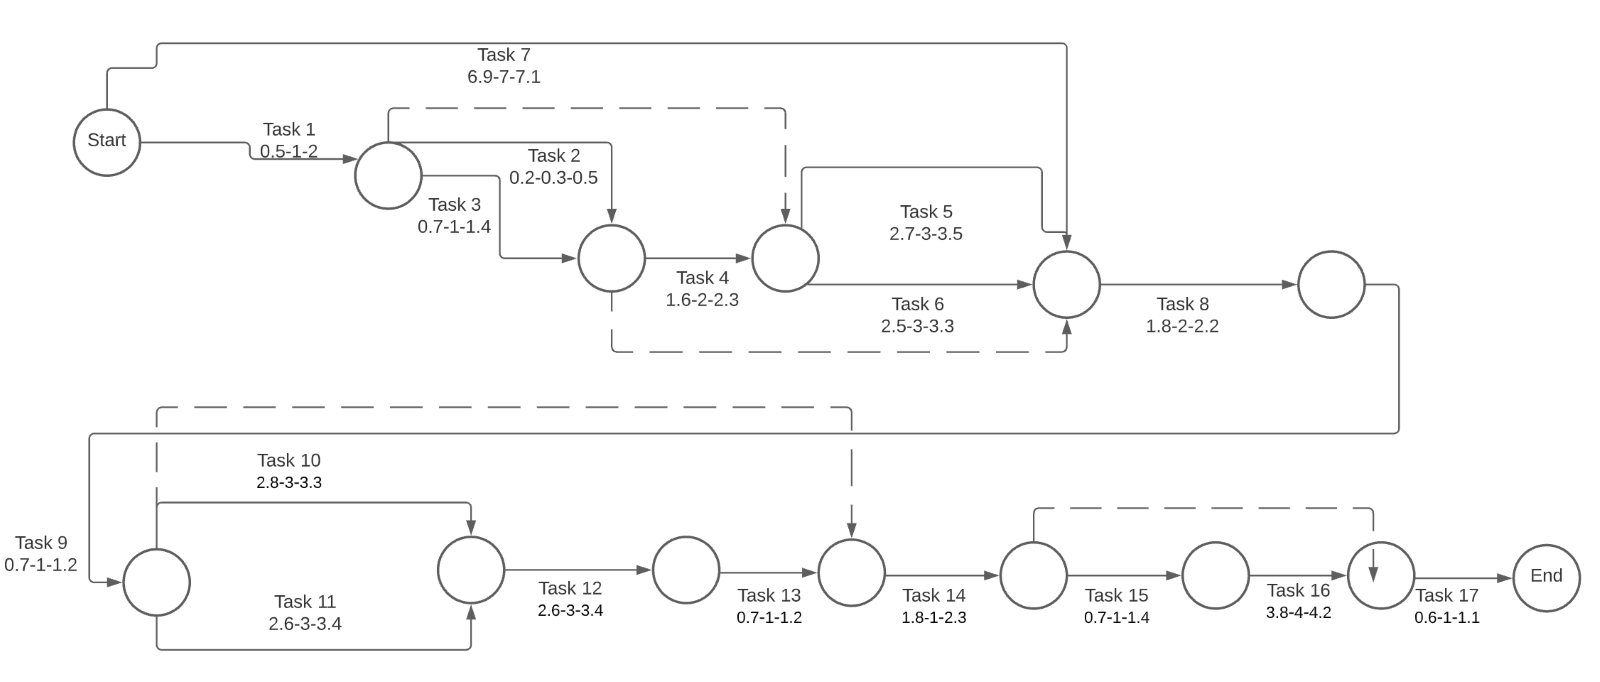 Task 7
6.9-7-7.1
Start
Task 1
0.5-1-2
Task 2
0.2-0.3-0.5
Task 3
0.7-1-1.4
Task 4
1.6-2-2.3
Task 5
2.7-3-3.5
Task 6
2.5-3-3.3
Task 8
1.8-2-2.2
Task 9
0.7-1-1.2
Task 10
2.8-3-3.3
Task 11
2.6-3-3.4
Task 12
2.6-3-3.4
Task 13
0.7-1-1.2
Task 14
1.8-1-2.3
Task 15
0.7-1-1.4
Task 16
3.8-4-4.2
Task 17
0.6-1-1.1
End